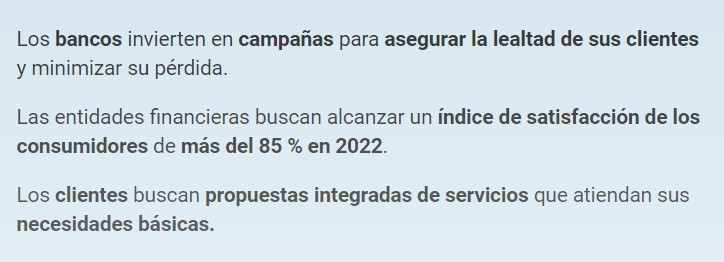 Los bancos invierten en campañas para asegurar la lealtad de sus clientes
y minimizar su pérdida.
Las entidades financieras buscan alcanzar un índice de satisfacción de los
consumidores de más del 85 % en 2022.
Los clientes buscan propuestas integradas de servicios que atiendan sus
necesidades básicas.